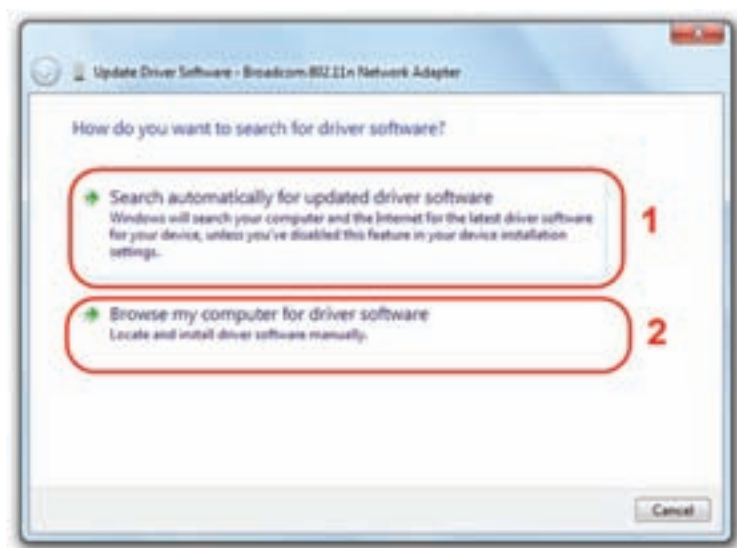 Update Driver Software - Broadcom 802.11n Network Adapter
How do you want to search for driver software?
Search automatically for updated driver software
Windows will search your computer and the Internet for the latest driver software
for your device, unless you've disabled this feature in your device installation
settings.
1
Browse my computer for driver software
Locate and install driver software manually.
2
Cancel